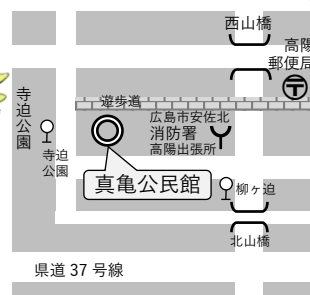 西山橋
高陽
郵便局
寺迫公園
遊歩道
広島市安佐北
消防署
高陽出張所
寺迫
公園
真亀公民館
柳ヶ迫
北山橋
県道 37 号線